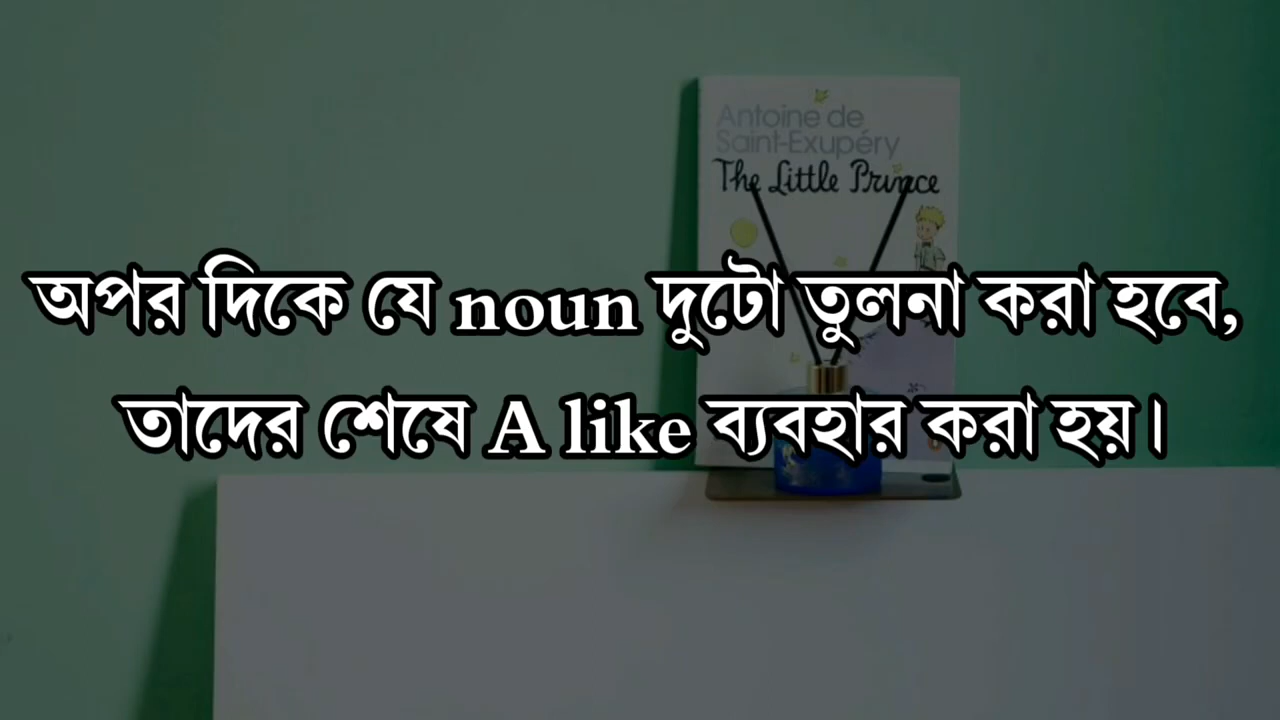 Antoine de
Saint-Exupéry
The Little Prince
অপর দিকে যে noun দুটো তুলনা করা হবে,
তাদের শেষে A like ব্যবহার করা হয়।